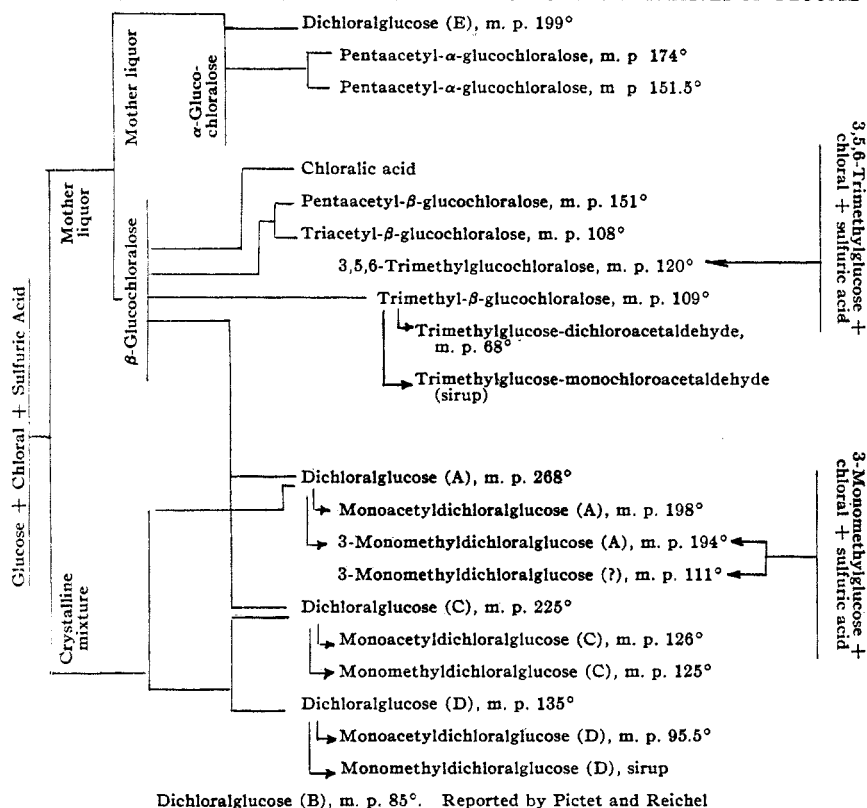 Dichloralglucose (E), m. p. 199°
Pentaacetyl-α-glucochloralose, m. p 174°
Pentaacetyl-α-glucochloralose, m p 151.5°
Mother liquor
α-Gluco-
chloralose
Chloralic acid
Pentaacetyl-β-glucochloralose, m. p. 151°
Triacetyl-β-glucochloralose, m. p. 108°
3,5,6-Trimethylglucochloralose, m. p. 120°
Trimethyl-β-glucochloralose, m. p. 109°
Trimethylglucose-dichloroacetaldehyde,
m. p. 68°
Trimethylglucose-monochloroacetaldehyde
(sirup)
Mother
liquor
β-Glucochloralose
3,5,6-Trimethylglucose +
chloral + sulfuric acid
Glucose + Chloral + Sulfuric Acid
Dichloralglucose (A), m. p. 268°
Monoacetyldichloralglucose (A), m. p. 198°
3-Monomethyldichloralglucose (A), m. p. 194°
3-Monomethyldichloralglucose (?), m. p. 111°
Dichloralglucose (C), m. p. 225°
Monoacetyldichloralglucose (C), m. p. 126°
Monomethyldichloralglucose (C), m. p. 125°
Dichloralglucose (D), m. p. 135°
Monoacetyldichloralglucose (D), m. p. 95.5°
Monomethyldichloralglucose (D), sirup
Crystalline
mixture
3-Monomethylglucose +
chloral + sulfuric acid
Dichloralglucose (B), m. p. 85°. Reported by Pictet and Reichel